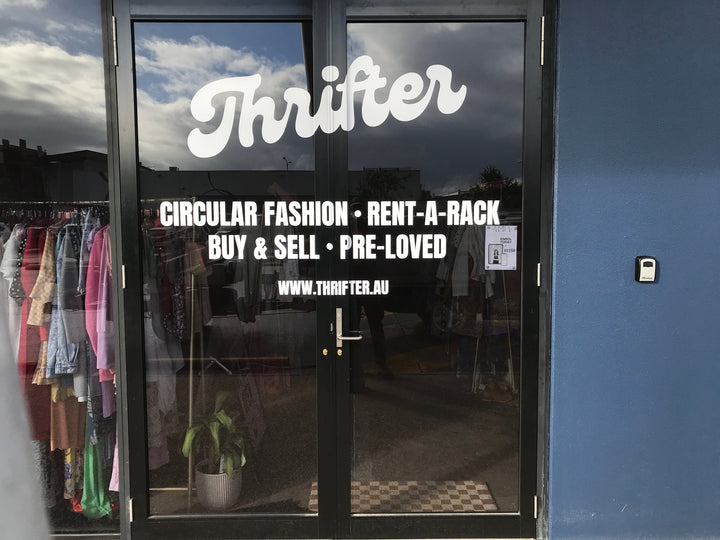 Thrifter
CIRCULAR FASHION • RENT-A-RACK
BUY & SELL • PRE-LOVED
WWW.THRIFTER.AU